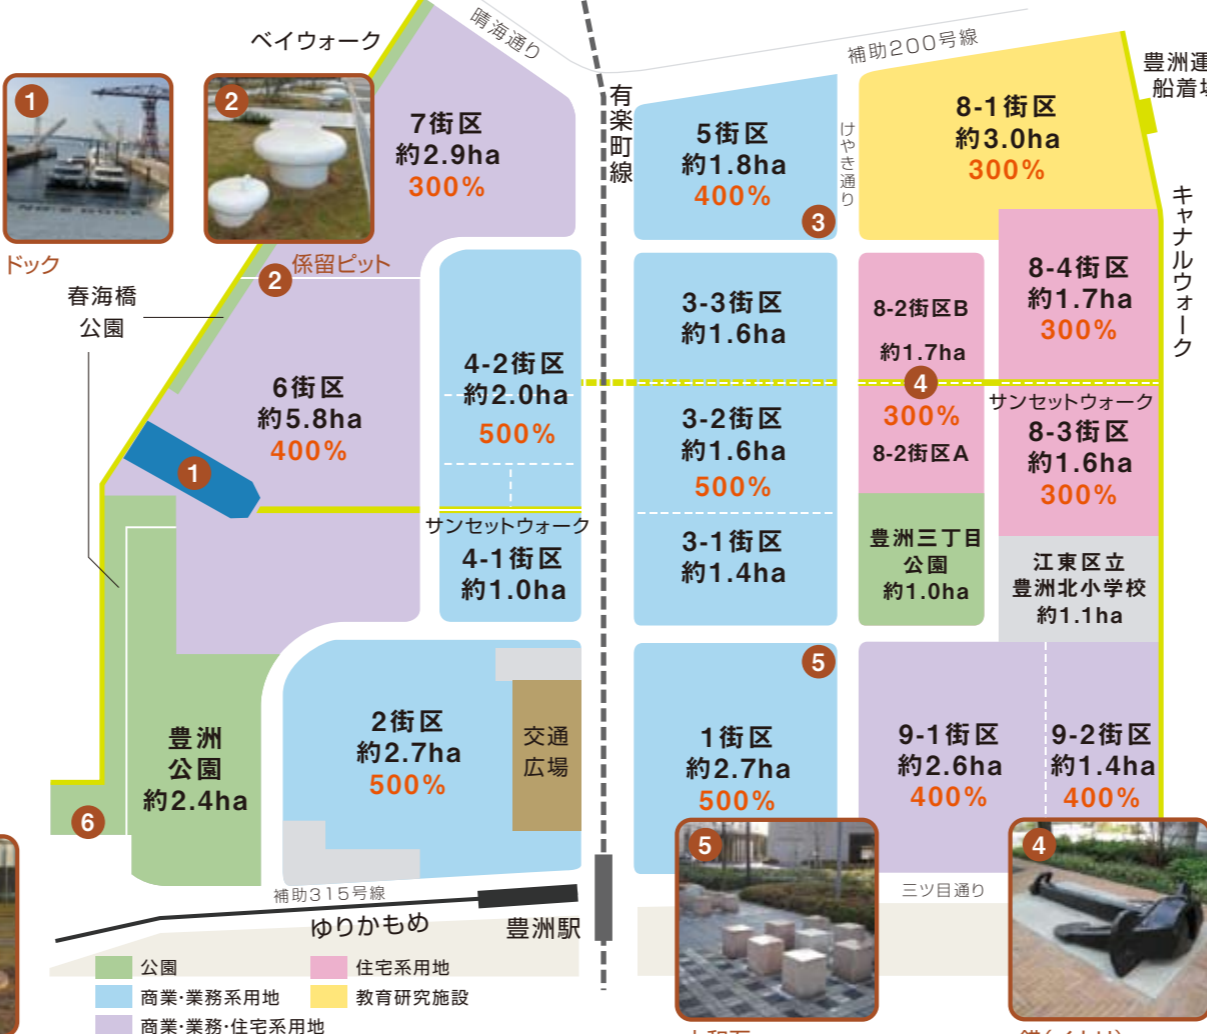 ベイウォーク
晴海通り
補助200号線
豊洲運
船着場
1
2
ドック
係留ピット
2
春海橋
公園
7街区
約2.9ha
300%
有楽町線
5街区
約1.8ha
400%
3
けやき通り
8-1街区
約3.0ha
300%
キャナルウォーク
6街区
約5.8ha
400%
1
4-2街区
約2.0ha
500%
サンセットウォーク
4-1街区
約1.0ha
3-3街区
約1.6ha
3-2街区
約1.6ha
500%
3-1街区
約1.4ha
8-2街区B
約1.7ha
4
300%
8-2街区A
8-4街区
約1.7ha
300%
サンセットウォーク
8-3街区
約1.6ha
300%
豊洲三丁目
公園
約1.0ha
江東区立
豊洲北小学校
約1.1ha
豊洲
公園
約2.4ha
6
2街区
約2.7ha
500%
交通
広場
5
1街区
約2.7ha
500%
9-1街区
約2.6ha
400%
9-2街区
約1.4ha
400%
5
4
補助315号線
ゆりかもめ
豊洲駅
三ツ目通り
公園
商業・業務系用地
商業・業務・住宅系用地
住宅系用地
教育研究施設